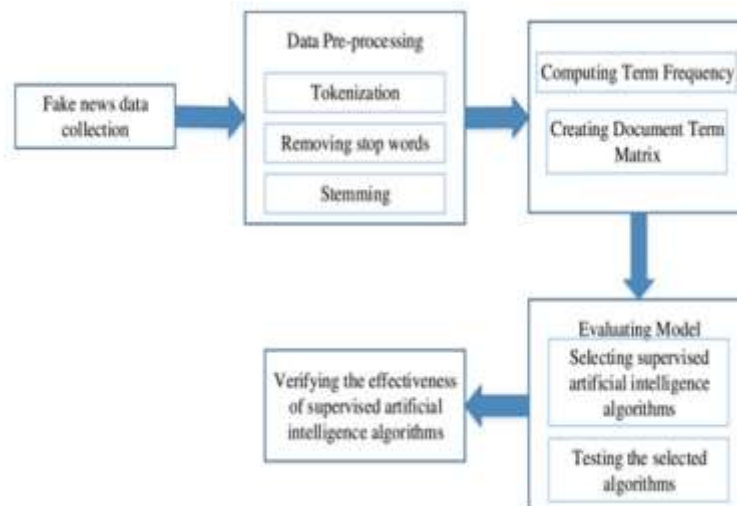 Fake news data
collection
Data Pre-processing
Tokenization
Removing stop words
Stemming
Computing Term Frequency
Creating Document Term
Matrix
Evaluating Model
Selecting supervised
artificial intelligence
algorithms
Testing the selected
algorithms
Verifying the effectiveness
of supervised artificial
intelligence algorithms